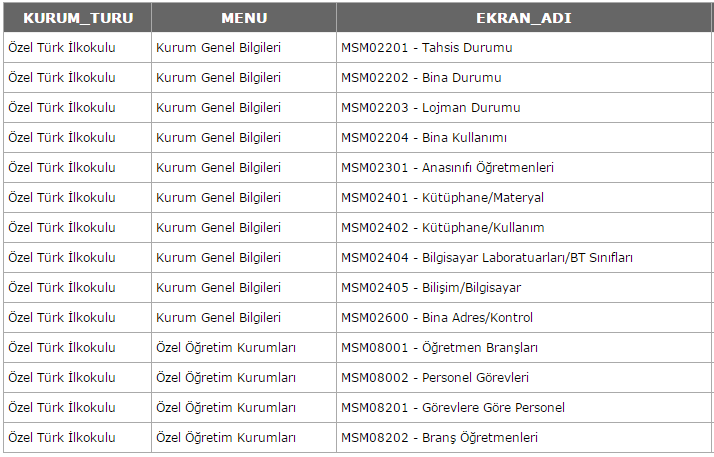 KURUM_TURU MENU EKRAN_ADI
Özel Türk İlkokulu Kurum Genel Bilgileri MSM02201 - Tahsis Durumu
Özel Türk İlkokulu Kurum Genel Bilgileri MSM02202 - Bina Durumu
Özel Türk İlkokulu Kurum Genel Bilgileri MSM02203 - Lojman Durumu
Özel Türk İlkokulu Kurum Genel Bilgileri MSM02204 - Bina Kullanımı
Özel Türk İlkokulu Kurum Genel Bilgileri MSM02301 - Anasınıfı Öğretmenleri
Özel Türk İlkokulu Kurum Genel Bilgileri MSM02401 - Kütüphane/Materyal
Özel Türk İlkokulu Kurum Genel Bilgileri MSM02402 - Kütüphane/Kullanım
Özel Türk İlkokulu Kurum Genel Bilgileri MSM02404 - Bilgisayar Laboratuarları/BT Sınıfları
Özel Türk İlkokulu Kurum Genel Bilgileri MSM02405 - Bilişim/Bilgisayar
Özel Türk İlkokulu Kurum Genel Bilgileri MSM02600 - Bina Adres/Kontrol
Özel Türk İlkokulu Özel Öğretim Kurumları MSM08001 - Öğretmen Branşları
Özel Türk İlkokulu Özel Öğretim Kurumları MSM08002 - Personel Görevleri
Özel Türk İlkokulu Özel Öğretim Kurumları MSM08201 - Görevlere Göre Personel
Özel Türk İlkokulu Özel Öğretim Kurumları MSM08202 - Branş Öğretmenleri